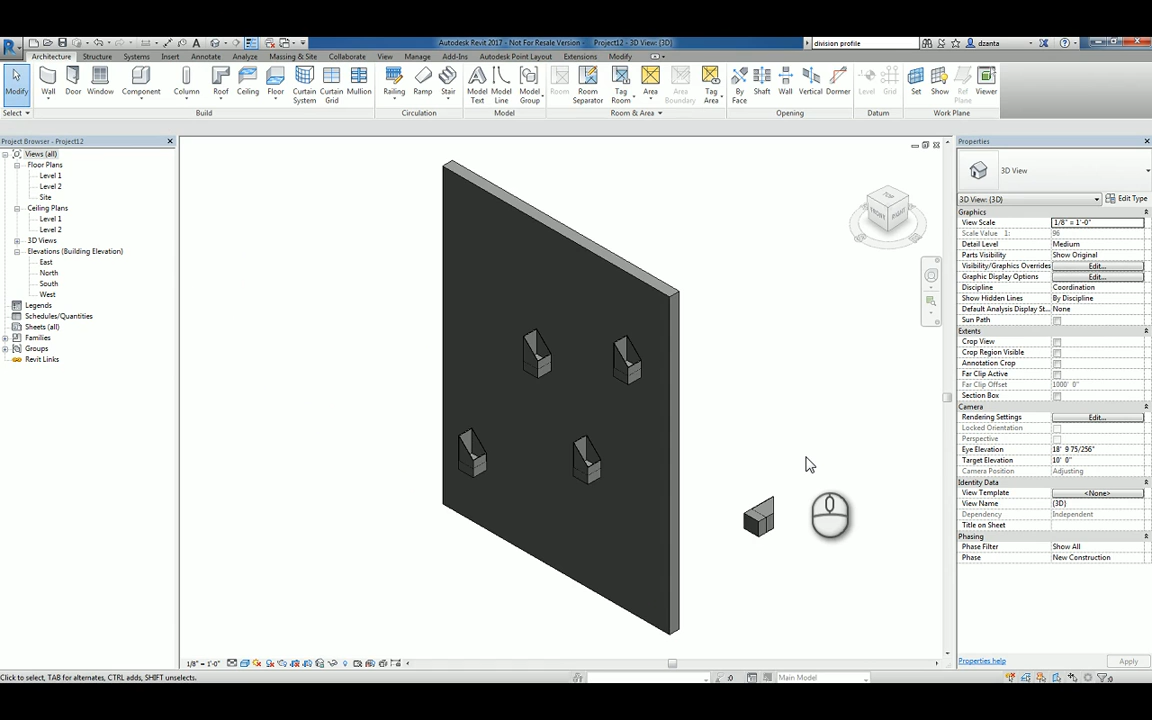 Autodesk Revit 2017 - Not For Resale Version - Project12 - 3D View: {3D}
division profile
dzanta
Architecture Structure Systems Insert Annotate Analyze Massing & Site Collaborate View Manage Add-Ins Autodesk Point Layout Extensions Modify
Modify Wall Door Window Component Column Roof Ceiling Floor Curtain System Curtain Grid Mullion Railing Ramp Stair Model Text Model Line Model Group Room Room Separator Tag Room Area Area Boundary Tag Area By Face Shaft Wall Vertical Dormer Level Grid Set Show Ref Plane Viewer
Select Build Circulation Model Room & Area Opening Datum Work Plane
Project Browser - Project12
Views (all)
Floor Plans
Level 1
Level 2
Site
Ceiling Plans
Level 1
Level 2
3D Views
Elevations (Building Elevation)
East
North
South
West
Legends
Schedules/Quantities
Sheets (all)
Families
Groups
Revit Links
TOP
FRONT
RIGHT
Properties
3D View
3D View: {3D} Edit Type
Graphics
View Scale 1/8" = 1'-0"
Scale Value 1: 96
Detail Level Medium
Parts Visibility Show Original
Visibility/Graphics Overrides Edit...
Graphic Display Options Edit...
Discipline Coordination
Show Hidden Lines By Discipline
Default Analysis Display St... None
Sun Path
Extents
Crop View
Crop Region Visible
Annotation Crop
Far Clip Active
Far Clip Offset 1000' 0"
Section Box
Camera
Rendering Settings Edit...
Locked Orientation
Perspective
Eye Elevation 18' 9 75/256"
Target Elevation 10' 0"
Camera Position Adjusting
Identity Data
View Template <None>
View Name {3D}
Dependency Independent
Title on Sheet
Phasing
Phase Filter Show All
Phase New Construction
Properties help Apply
1/8" = 1'-0"
Click to select, TAB for alternates, CTRL adds, SHIFT unselects.
:0
Main Model
:0